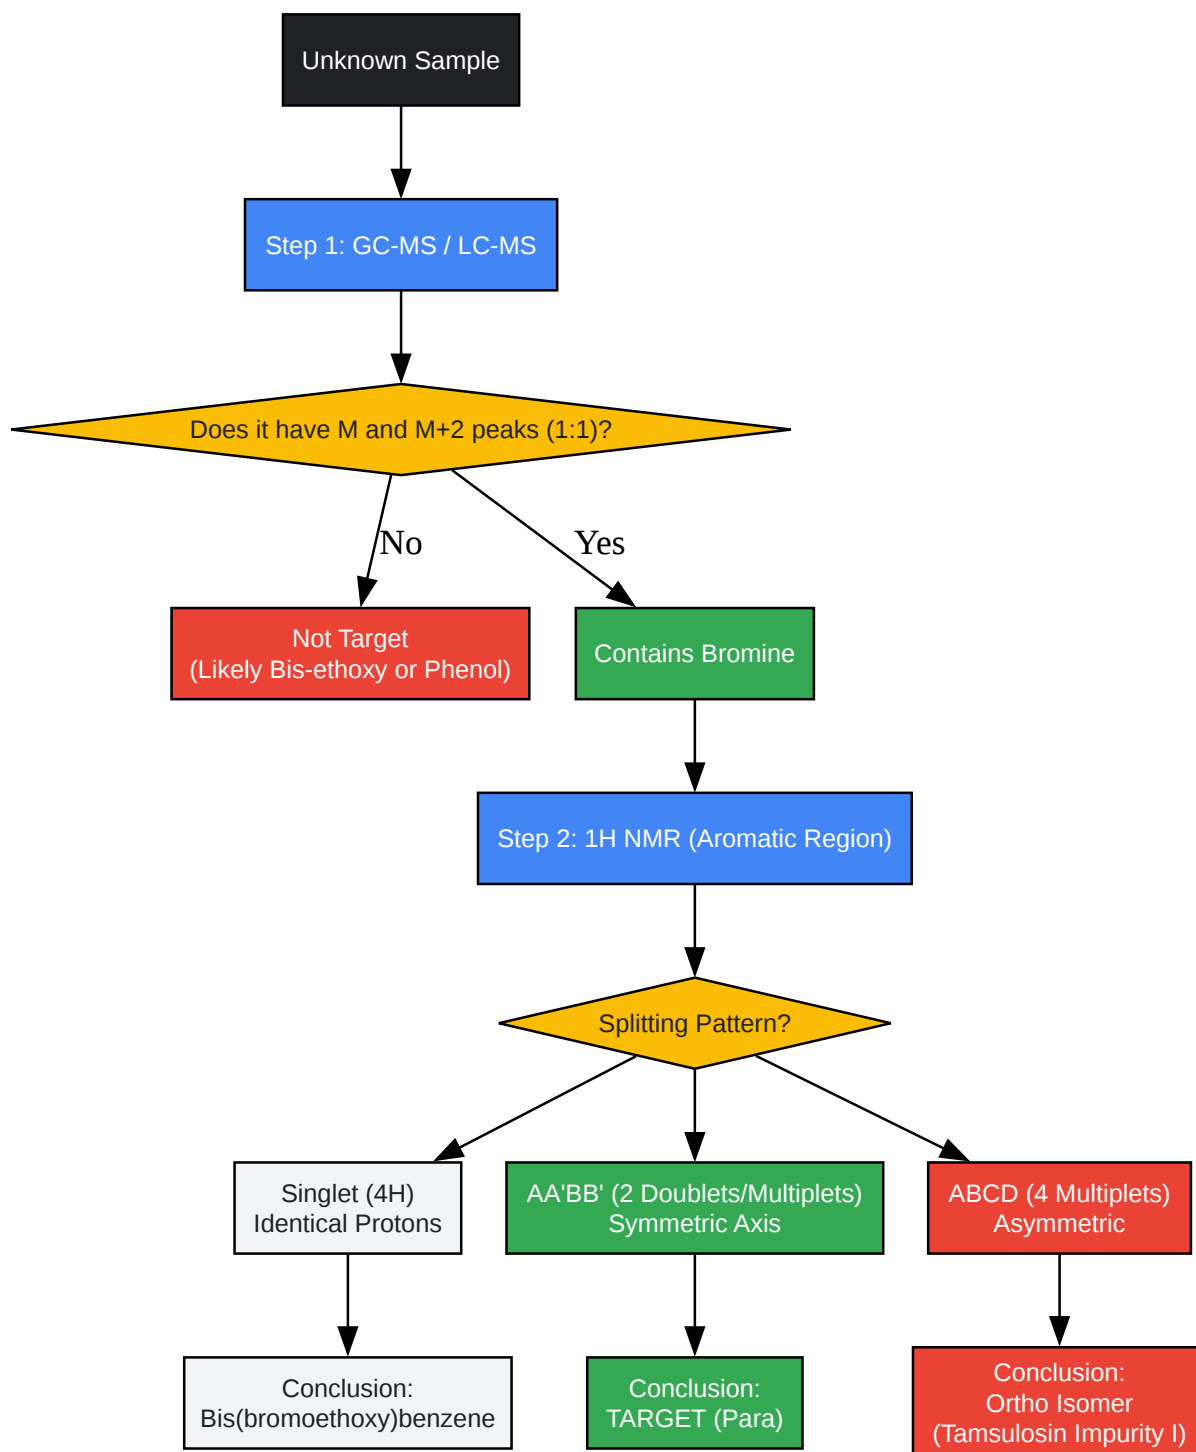 Unknown Sample
Step 1: GC-MS / LC-MS
Does it have M and M+2 peaks (1:1)?
No
Yes
Not Target
(Likely Bis-ethoxy or Phenol)
Contains Bromine
Step 2: 1H NMR (Aromatic Region)
Splitting Pattern?
Singlet (4H)
Identical Protons
AA'BB' (2 Doublets/Multiplets)
Symmetric Axis
ABCD (4 Multiplets)
Asymmetric
Conclusion:
Bis(bromoethoxy)benzene
Conclusion:
TARGET (Para)
Conclusion:
Ortho Isomer
(Tamsulosin Impurity I)